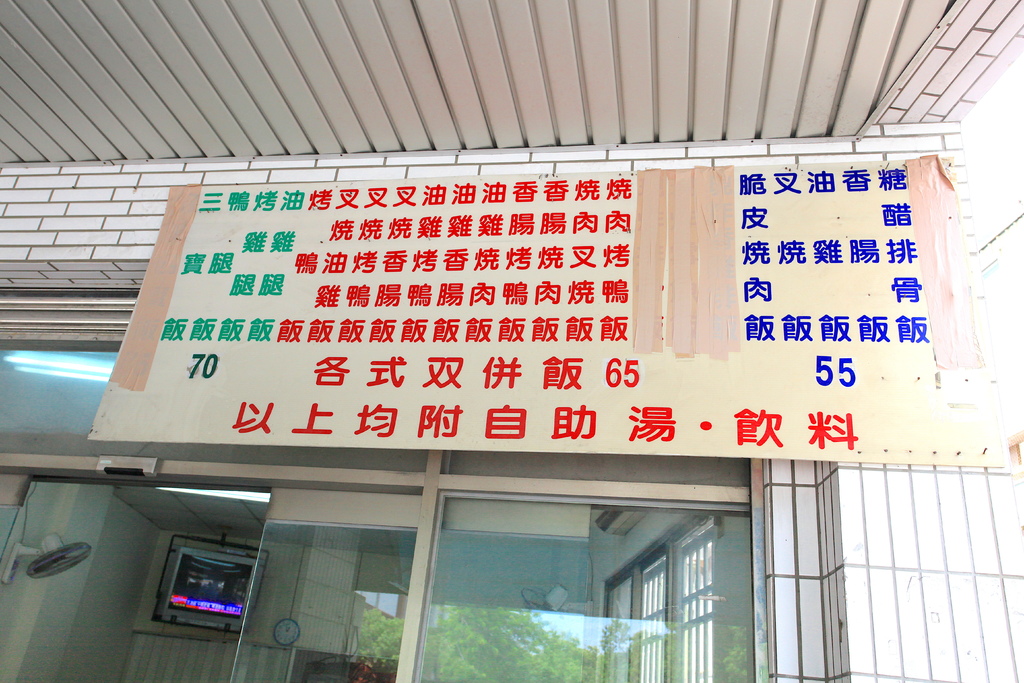 三寶飯
鴨腿飯
烤雞腿飯
油雞腿飯
70
烤鴨飯
叉燒油雞飯
叉燒烤鴨飯
叉燒香腸飯
油雞烤鴨飯
油雞香腸飯
油雞燒肉飯
香腸烤鴨飯
香腸燒肉飯
燒肉叉燒飯
燒肉烤鴨飯
各式双併飯 65
脆皮燒肉飯
叉燒飯
油雞飯
香腸飯
糖醋排骨飯
55
以上均附自助湯·飲料